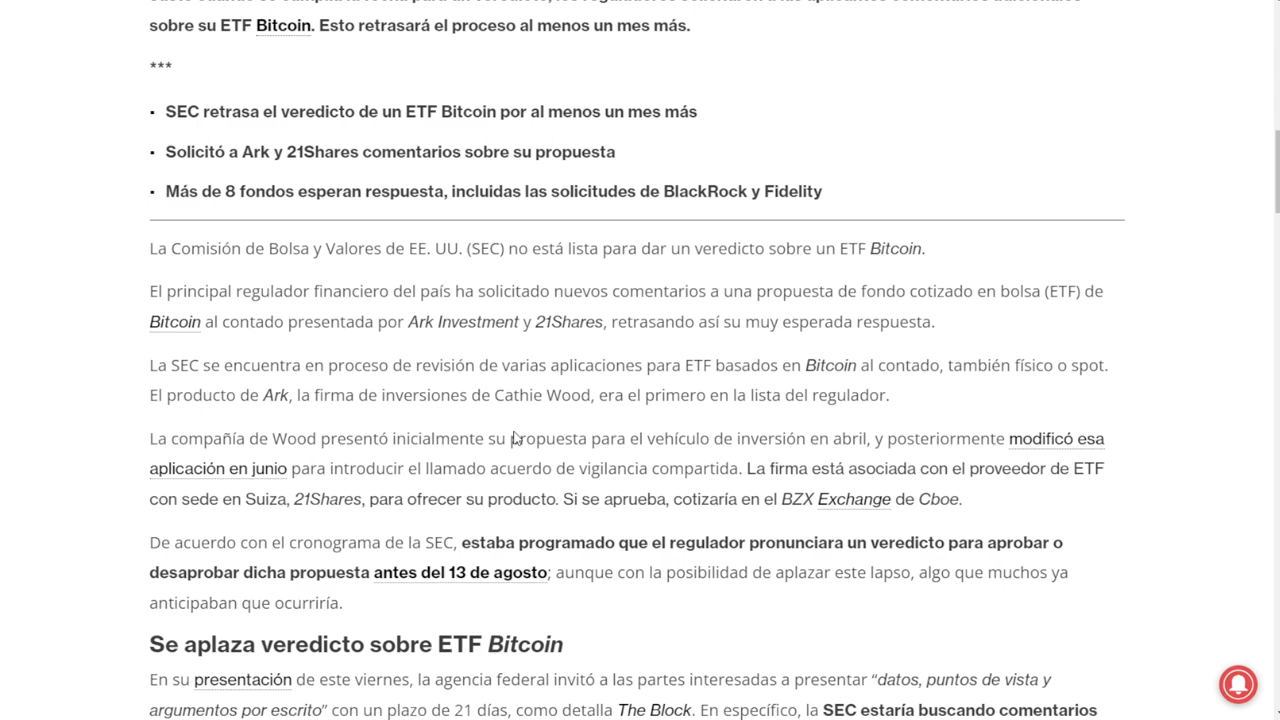 sobre su ETF Bitcoin. Esto retrasará el proceso al menos un mes más.
***
▪ SEC retrasa el veredicto de un ETF Bitcoin por al menos un mes más
▪ Solicitó a Ark y 21Shares comentarios sobre su propuesta
▪ Más de 8 fondos esperan respuesta, incluidas las solicitudes de BlackRock y Fidelity
La Comisión de Bolsa y Valores de EE. UU. (SEC) no está lista para dar un veredicto sobre un ETF Bitcoin.
El principal regulador financiero del país ha solicitado nuevos comentarios a una propuesta de fondo cotizado en bolsa (ETF) de
Bitcoin al contado presentada por Ark Investment y 21Shares, retrasando así su muy esperada respuesta.
La SEC se encuentra en proceso de revisión de varias aplicaciones para ETF basados en Bitcoin al contado, también físico o spot.
El producto de Ark, la firma de inversiones de Cathie Wood, era el primero en la lista del regulador.
La compañía de Wood presentó inicialmente su propuesta para el vehículo de inversión en abril, y posteriormente modificó esa
aplicación en junio para introducir el llamado acuerdo de vigilancia compartida. La firma está asociada con el proveedor de ETF
con sede en Suiza, 21Shares, para ofrecer su producto. Si se aprueba, cotizaría en el BZX Exchange de Cboe.
De acuerdo con el cronograma de la SEC, estaba programado que el regulador pronunciara un veredicto para aprobar o
desaprobar dicha propuesta antes del 13 de agosto; aunque con la posibilidad de aplazar este lapso, algo que muchos ya
anticipaban que ocurriría.
Se aplaza veredicto sobre ETF Bitcoin
En su presentación de este viernes, la agencia federal invitó a las partes interesadas a presentar “datos, puntos de vista y
argumentos por escrito” con un plazo de 21 días, como detalla The Block. En específico, la SEC estaría buscando comentarios